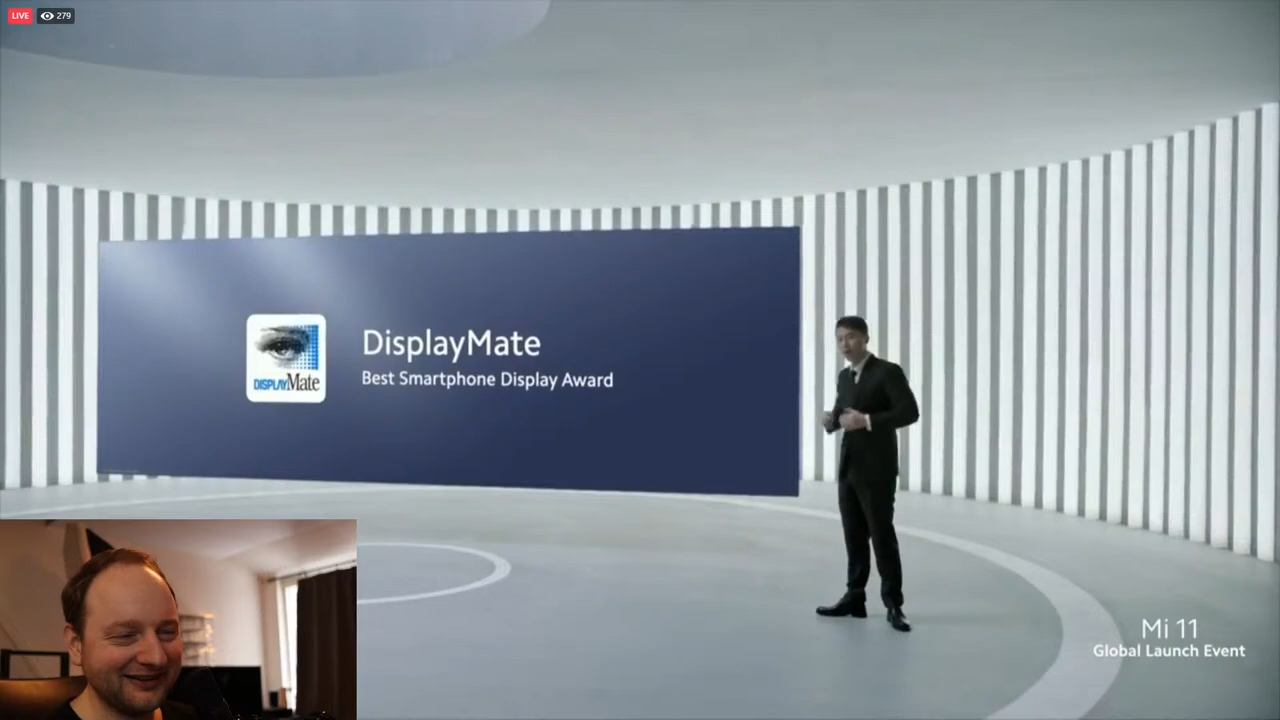 LIVE 279
DisplayMate
Best Smartphone Display Award
DISPLAYMate
Mi 11
Global Launch Event